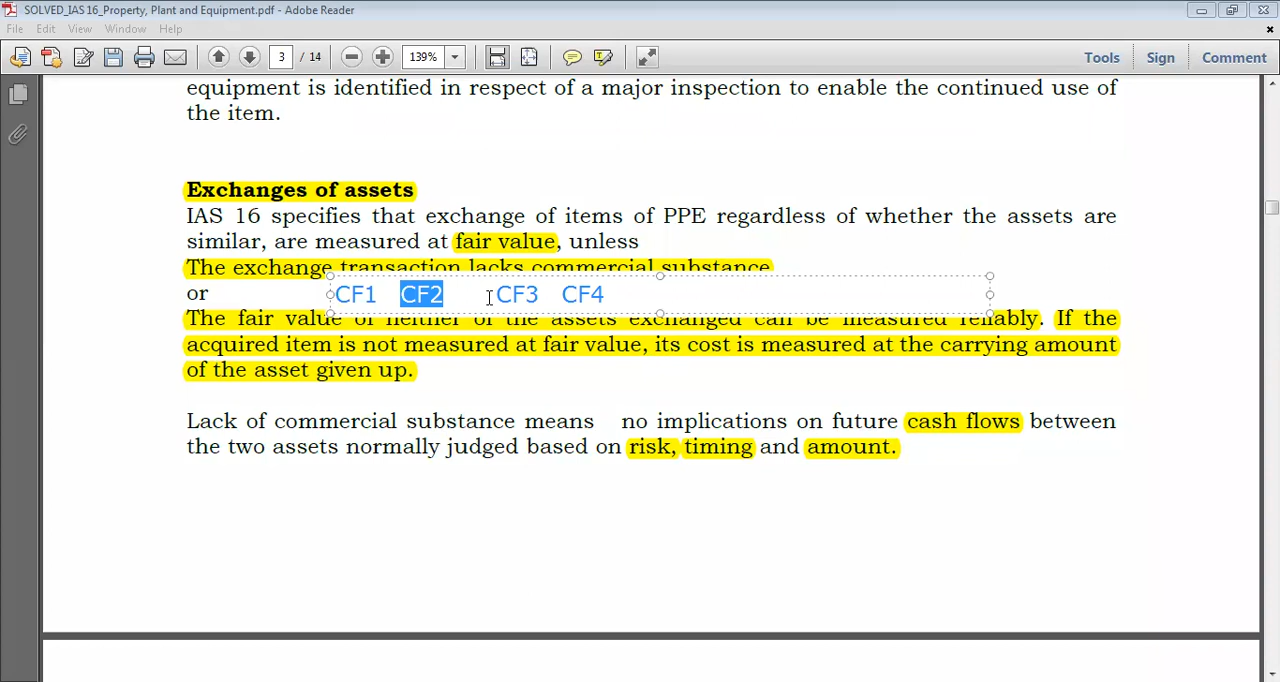 SOLVED_IAS 16_Property, Plant and Equipment.pdf - Adobe Reader
File Edit View Window Help
3 / 14 139% Tools Sign Comment
equipment is identified in respect of a major inspection to enable the continued use of
the item.
Exchanges of assets
IAS 16 specifies that exchange of items of PPE regardless of whether the assets are
similar, are measured at fair value, unless
The exchange transaction lacks commercial substance
or CF1 CF2 CF3 CF4
The fair value of neither of the assets exchanged can be measured reliably. If the
acquired item is not measured at fair value, its cost is measured at the carrying amount
of the asset given up.
Lack of commercial substance means no implications on future cash flows between
the two assets normally judged based on risk, timing and amount.